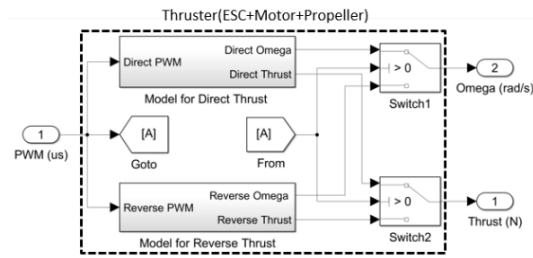 Thruster(ESC+Motor+Propeller)
Direct PWM
Direct Omega
Direct Thrust
Model for Direct Thrust
> 0
Switch1
2
Omega (rad/s)
1
PWM (us)
[A]
Goto
[A]
From
Reverse PWM
Reverse Omega
Reverse Thrust
Model for Reverse Thrust
> 0
Switch2
1
Thrust (N)